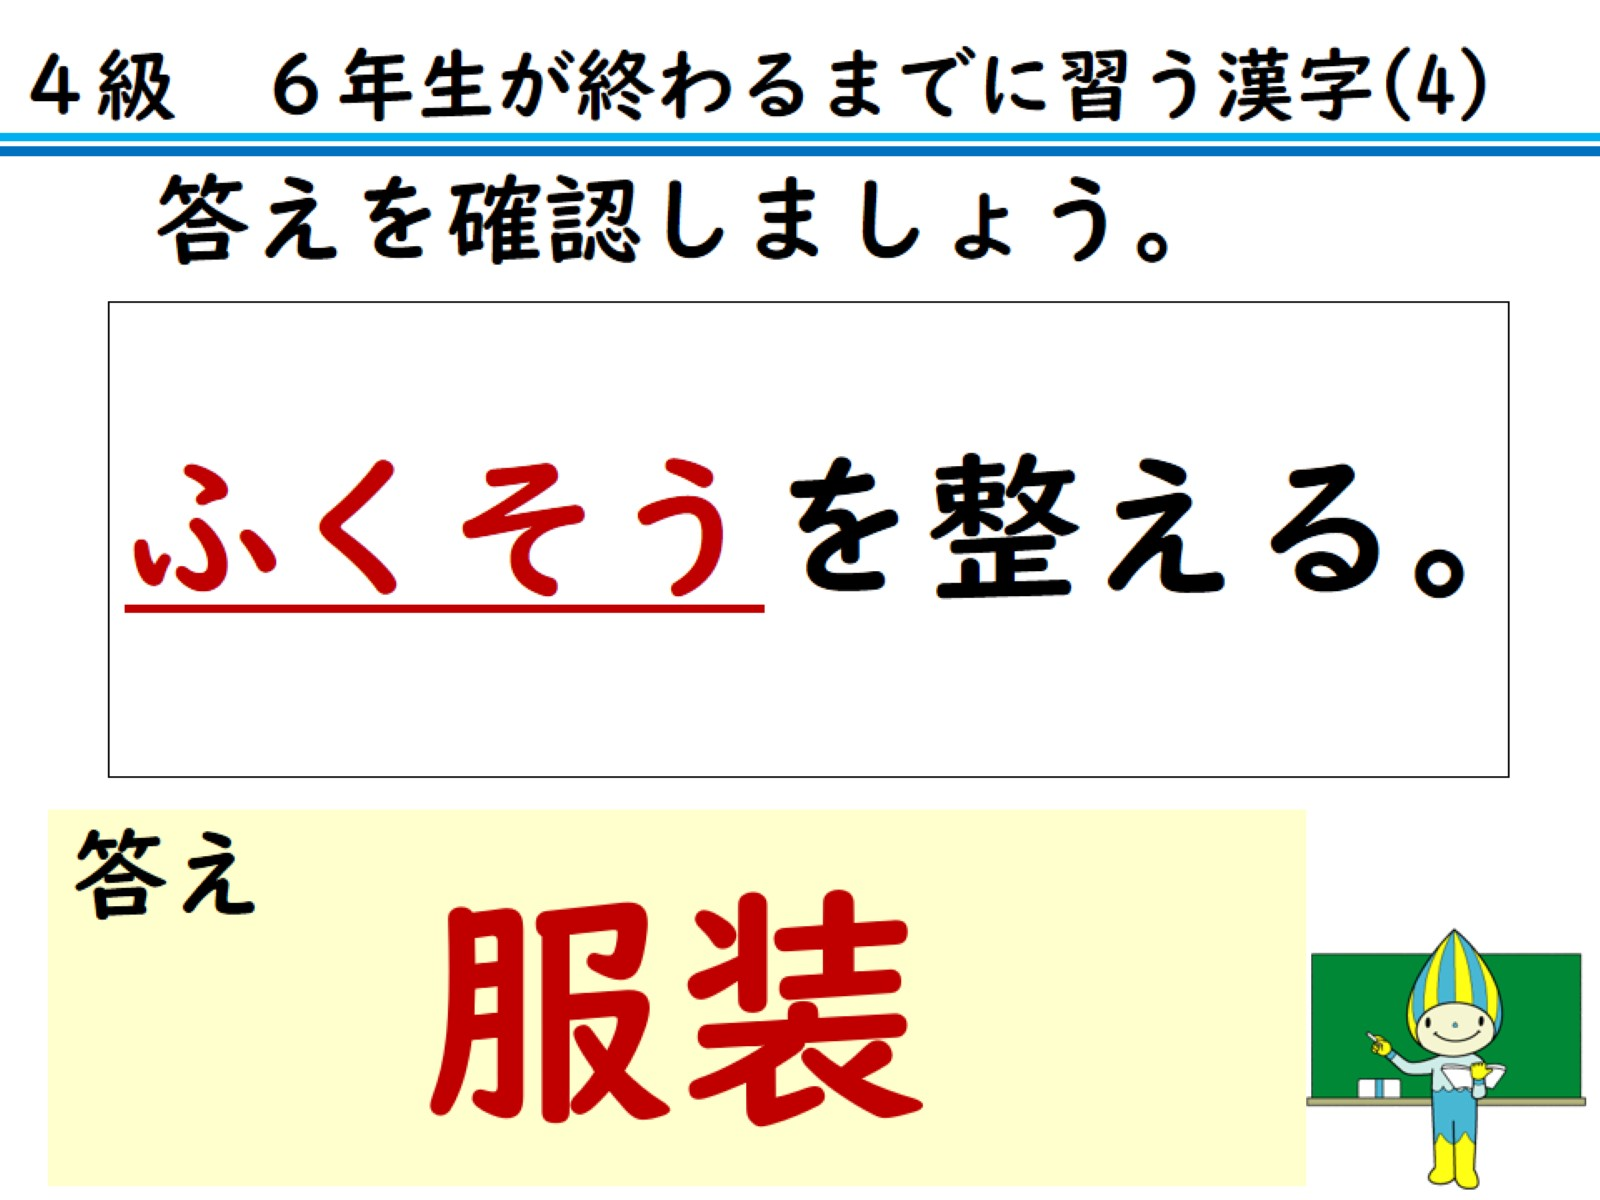 ４級　６年生が終わるまでに習う漢字(4)
答えを確認しましょう。
ふくそうを整える。
答え
服装